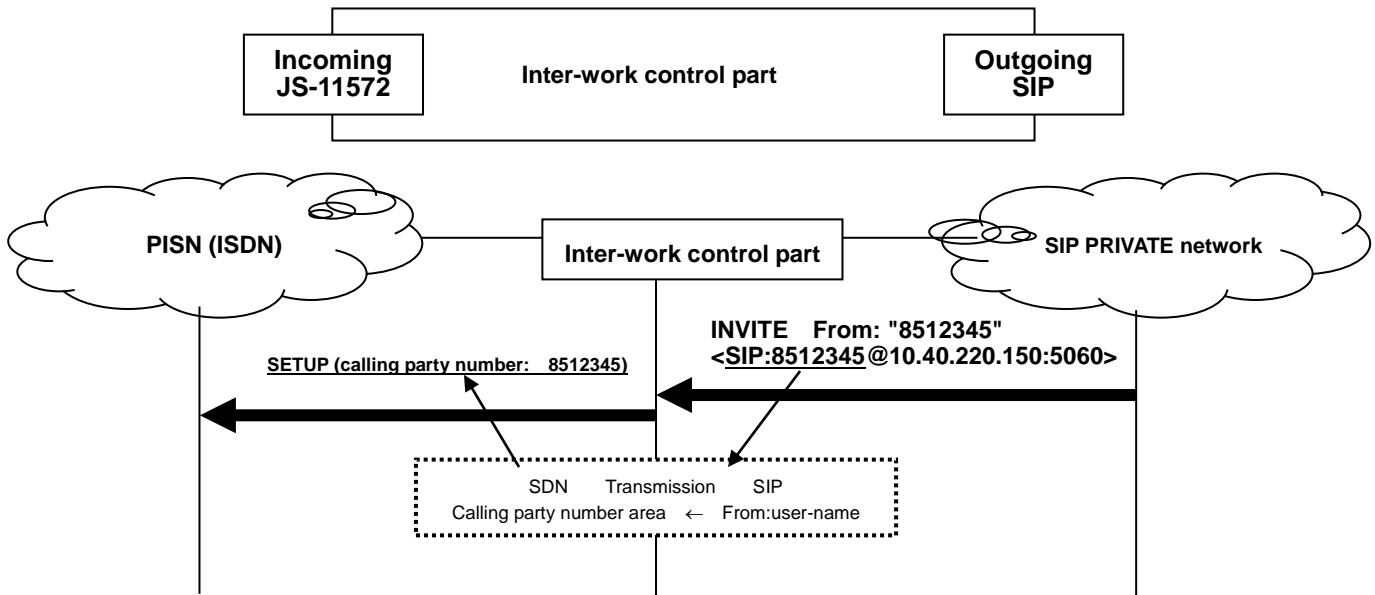 Incoming
JS-11572
Inter-work control part
Outgoing
SIP
PISN (ISDN)
Inter-work control part
SIP PRIVATE network
INVITE From: "8512345"
<SIP:8512345@10.40.220.150:5060>
SETUP (calling party number: 8512345)
SDN Transmission SIP
Calling party number area ← From:user-name